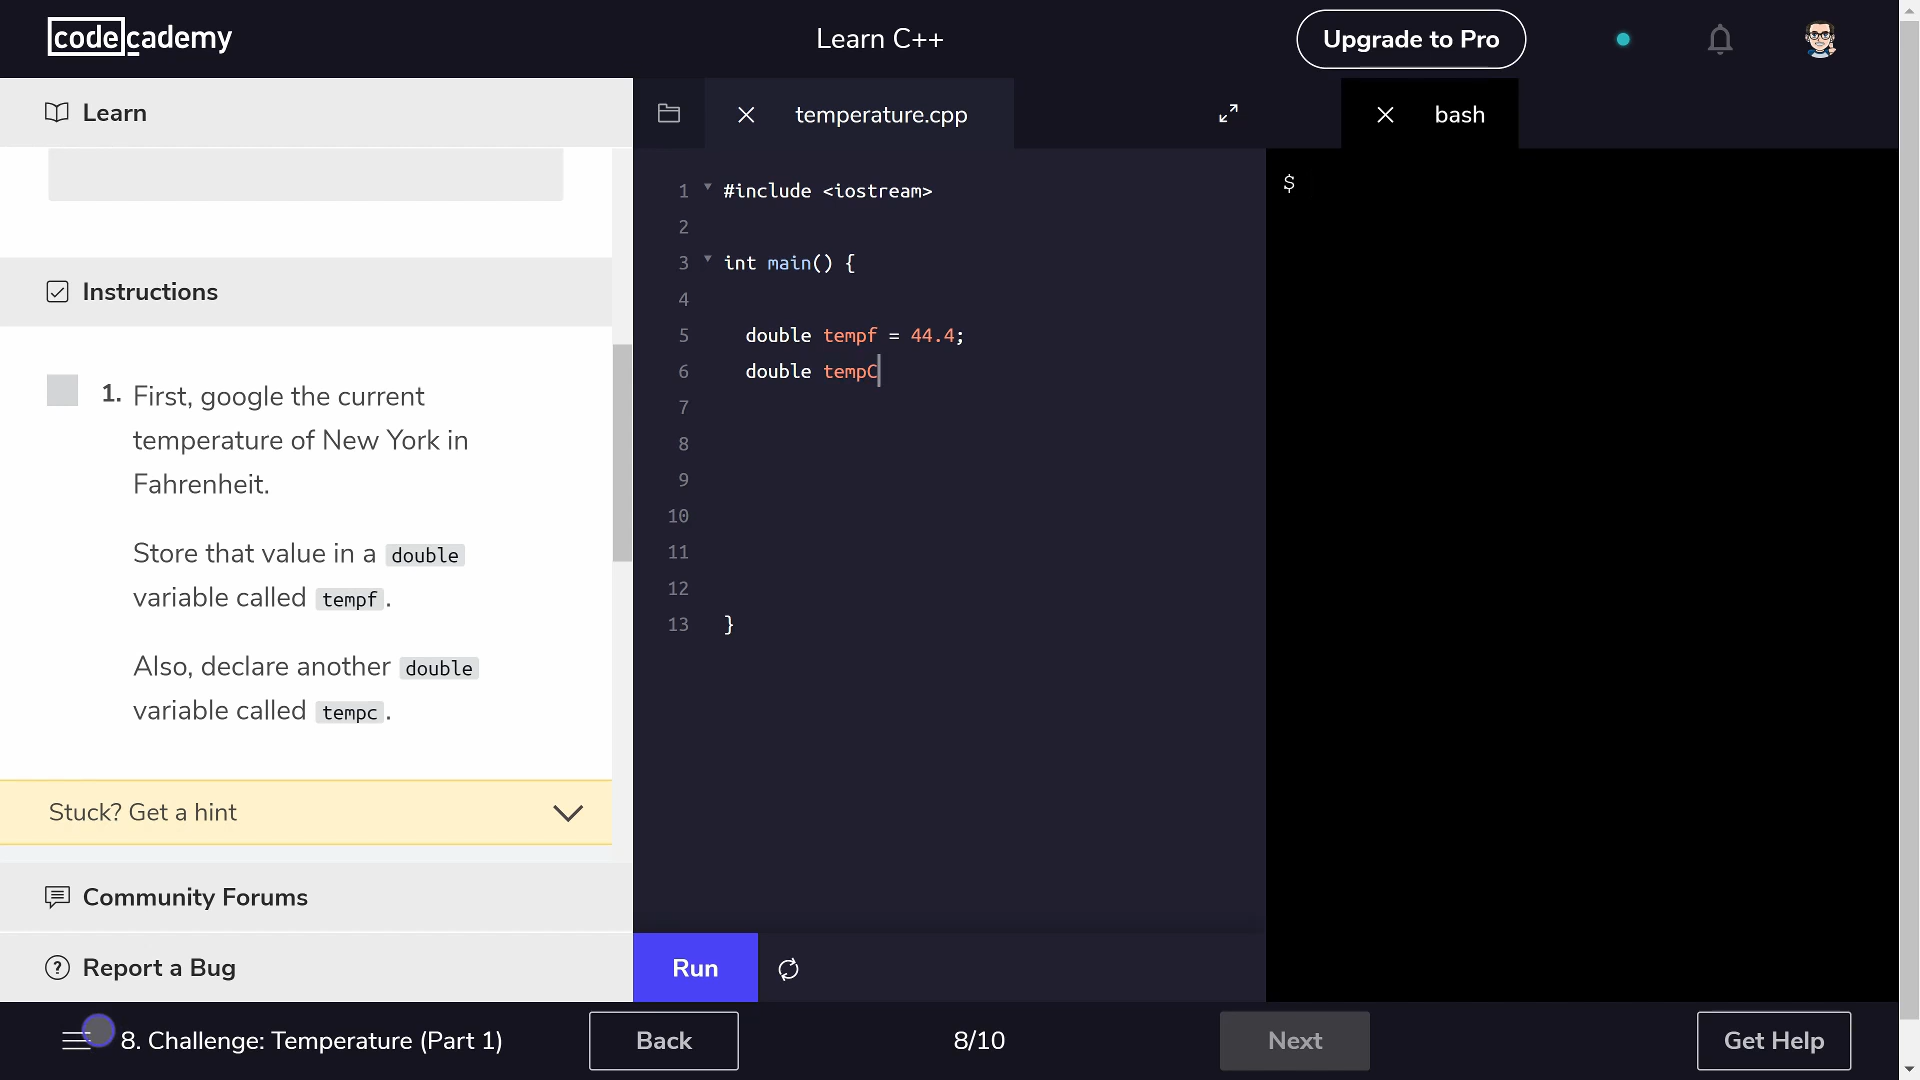 codecademy
Learn C++
Upgrade to Pro
Learn
temperature.cpp
bash
Instructions
1. First, google the current
temperature of New York in
Fahrenheit.
Store that value in a double
variable called tempf.
Also, declare another double
variable called tempc.
Stuck? Get a hint
Community Forums
Report a Bug
1 #include <iostream>
2
3 int main() {
4
5 double tempf = 44.4;
6 double tempC
7
8
9
10
11
12
13 }
$
Run
8. Challenge: Temperature (Part 1)
Back
8/10
Next
Get Help